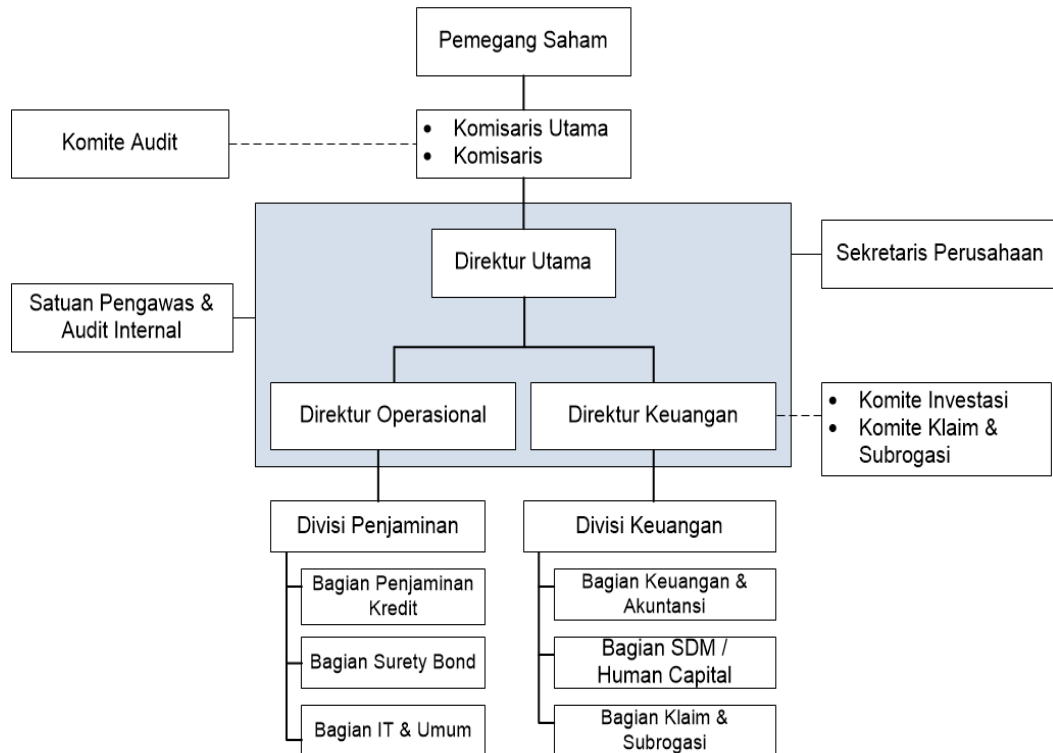 Pemegang Saham
Komite Audit
• Komisaris Utama
• Komisaris
Direktur Utama
Sekretaris Perusahaan
Satuan Pengawas &
Audit Internal
Direktur Operasional
Direktur Keuangan
• Komite Investasi
• Komite Klaim &
Subrogasi
Divisi Penjaminan
Divisi Keuangan
Bagian Penjaminan
Kredit
Bagian Keuangan &
Akuntansi
Bagian Surety Bond
Bagian SDM /
Human Capital
Bagian IT & Umum
Bagian Klaim &
Subrogasi